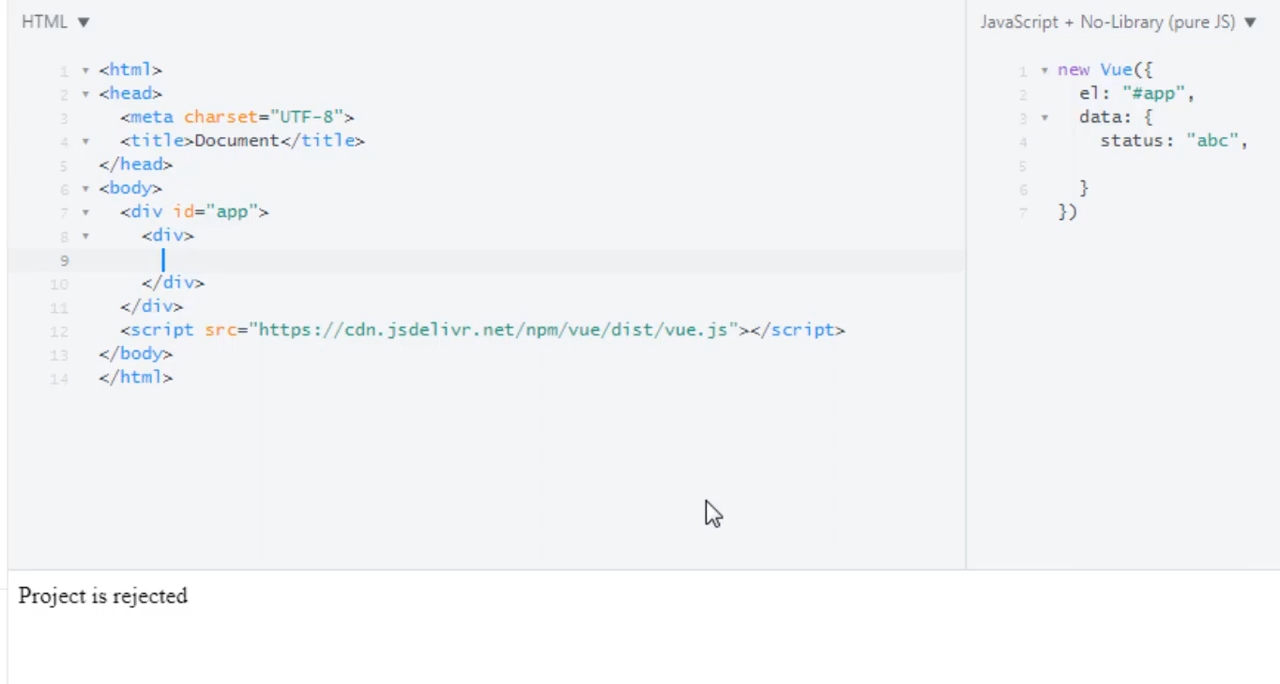 HTML ▼
1 ▾ <html>
2 ▾ <head>
3 <meta charset="UTF-8">
4 ▾ <title>Document</title>
5 </head>
6 ▾ <body>
7 ▾ <div id="app">
8 ▾ <div>
9
10 </div>
11 </div>
12 <script src="https://cdn.jsdelivr.net/npm/vue/dist/vue.js"></script>
13 </body>
14 </html>
JavaScript + No-Library (pure JS) ▼
1 ▾ new Vue({
2 el: "#app",
3 ▾ data: {
4 status: "abc",
5
6 }
7 })
Project is rejected